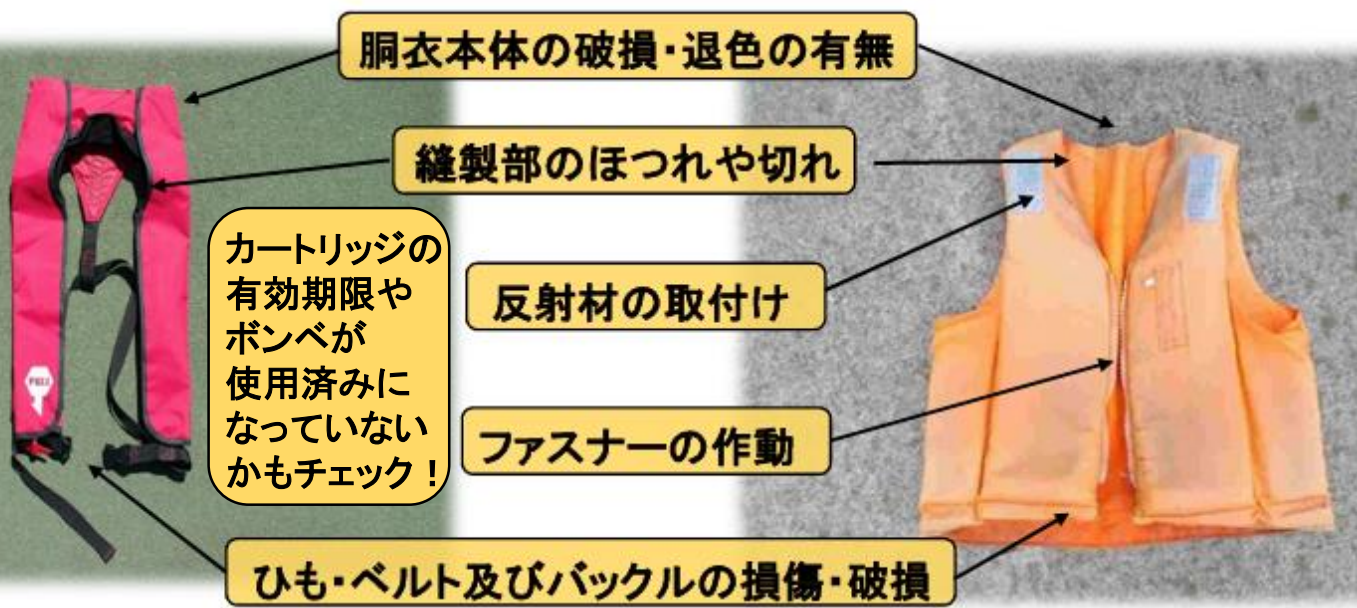 胴衣本体の破損・退色の有無
縫製部のほつれや切れ
カートリッジの
有効期限や
ボンベが
使用済みに
なっていない
かもチェック！
反射材の取付け
ファスナーの作動
ひも・ベルト及びバックルの損傷・破損
PULL